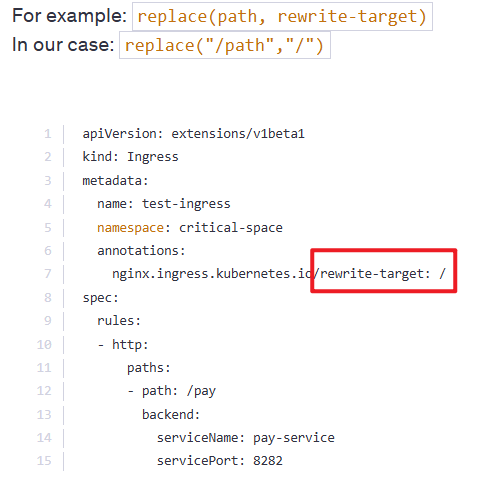 For example: replace(path, rewrite-target)
In our case: replace("/path","/")
1 apiVersion: extensions/v1beta1
2 kind: Ingress
3 metadata:
4   name: test-ingress
5   namespace: critical-space
6   annotations:
7     nginx.ingress.kubernetes.io/rewrite-target: /
8 spec:
9   rules:
10   - http:
11       paths:
12       - path: /pay
13         backend:
14           serviceName: pay-service
15           servicePort: 8282